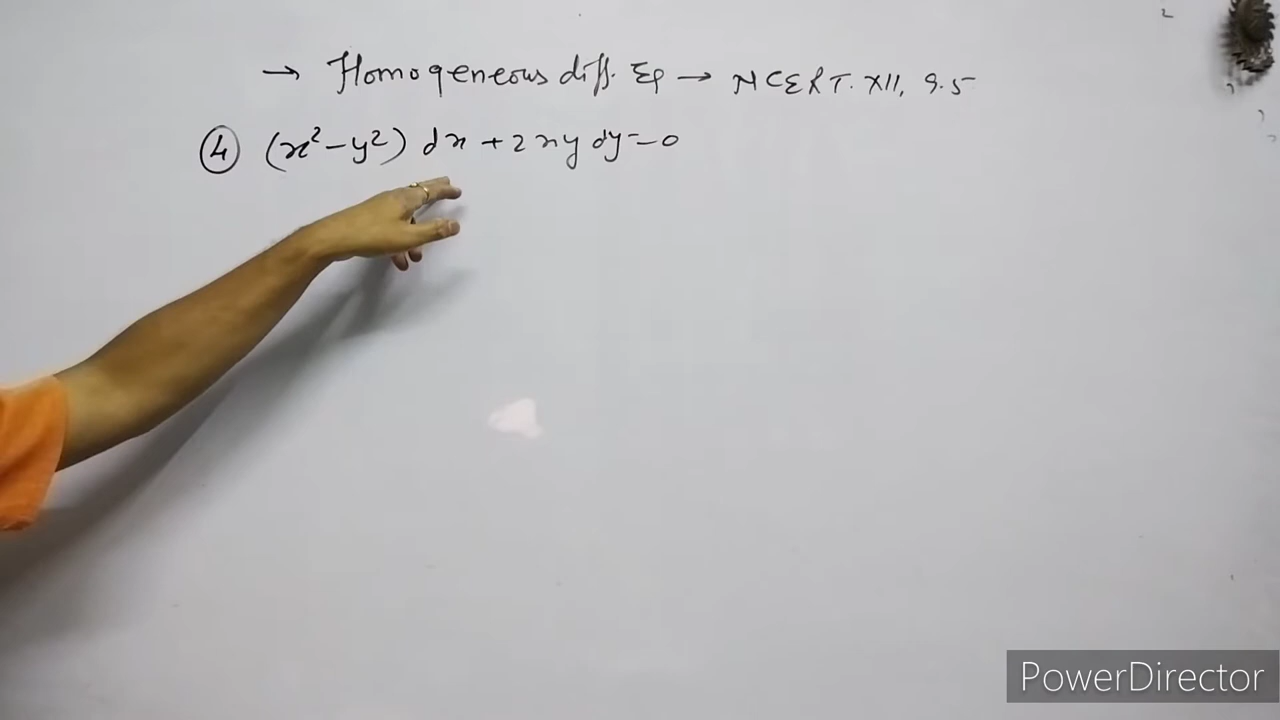 → Homogeneous diff. Eq → NCERT. XII, 9.5
④ (x² - y²) dx + 2xy dy = 0
PowerDirector